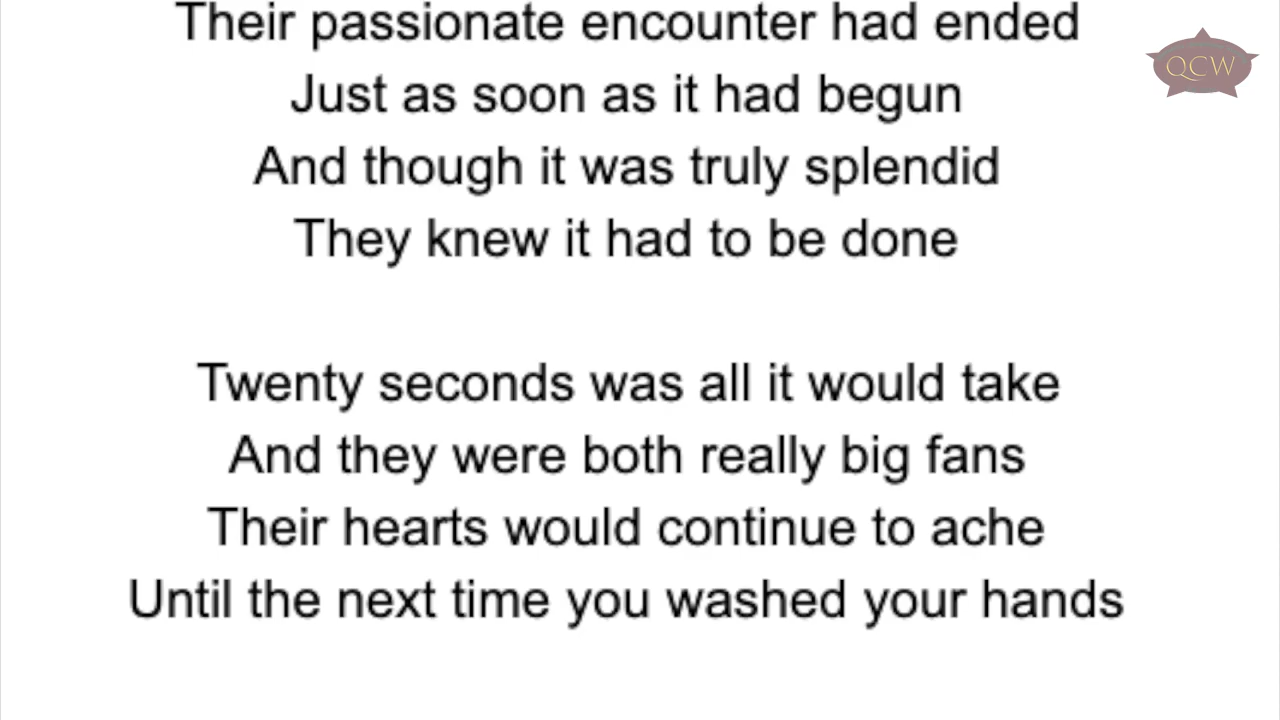 Their passionate encounter had ended
Just as soon as it had begun
And though it was truly splendid
They knew it had to be done
Twenty seconds was all it would take
And they were both really big fans
Their hearts would continue to ache
Until the next time you washed your hands
QCW